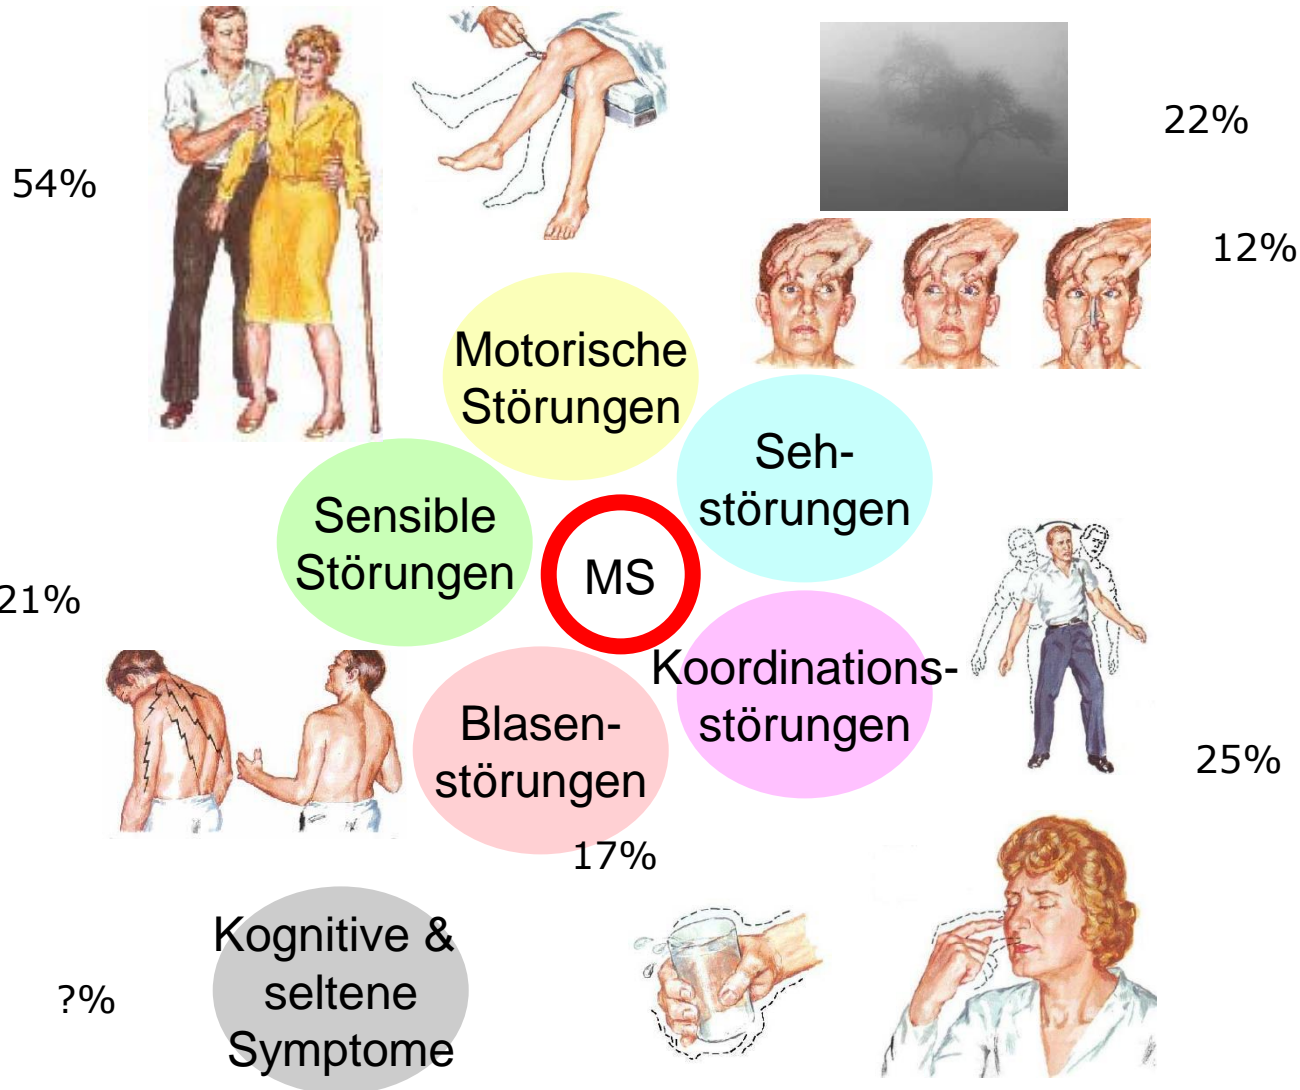 22%
54%
12%
Motorische
Störungen
Seh-
störungen
Sensible
Störungen
MS
21%
Koordinations-
störungen
Blasen-
störungen
25%
17%
Kognitive &
seltene
Symptome
?%